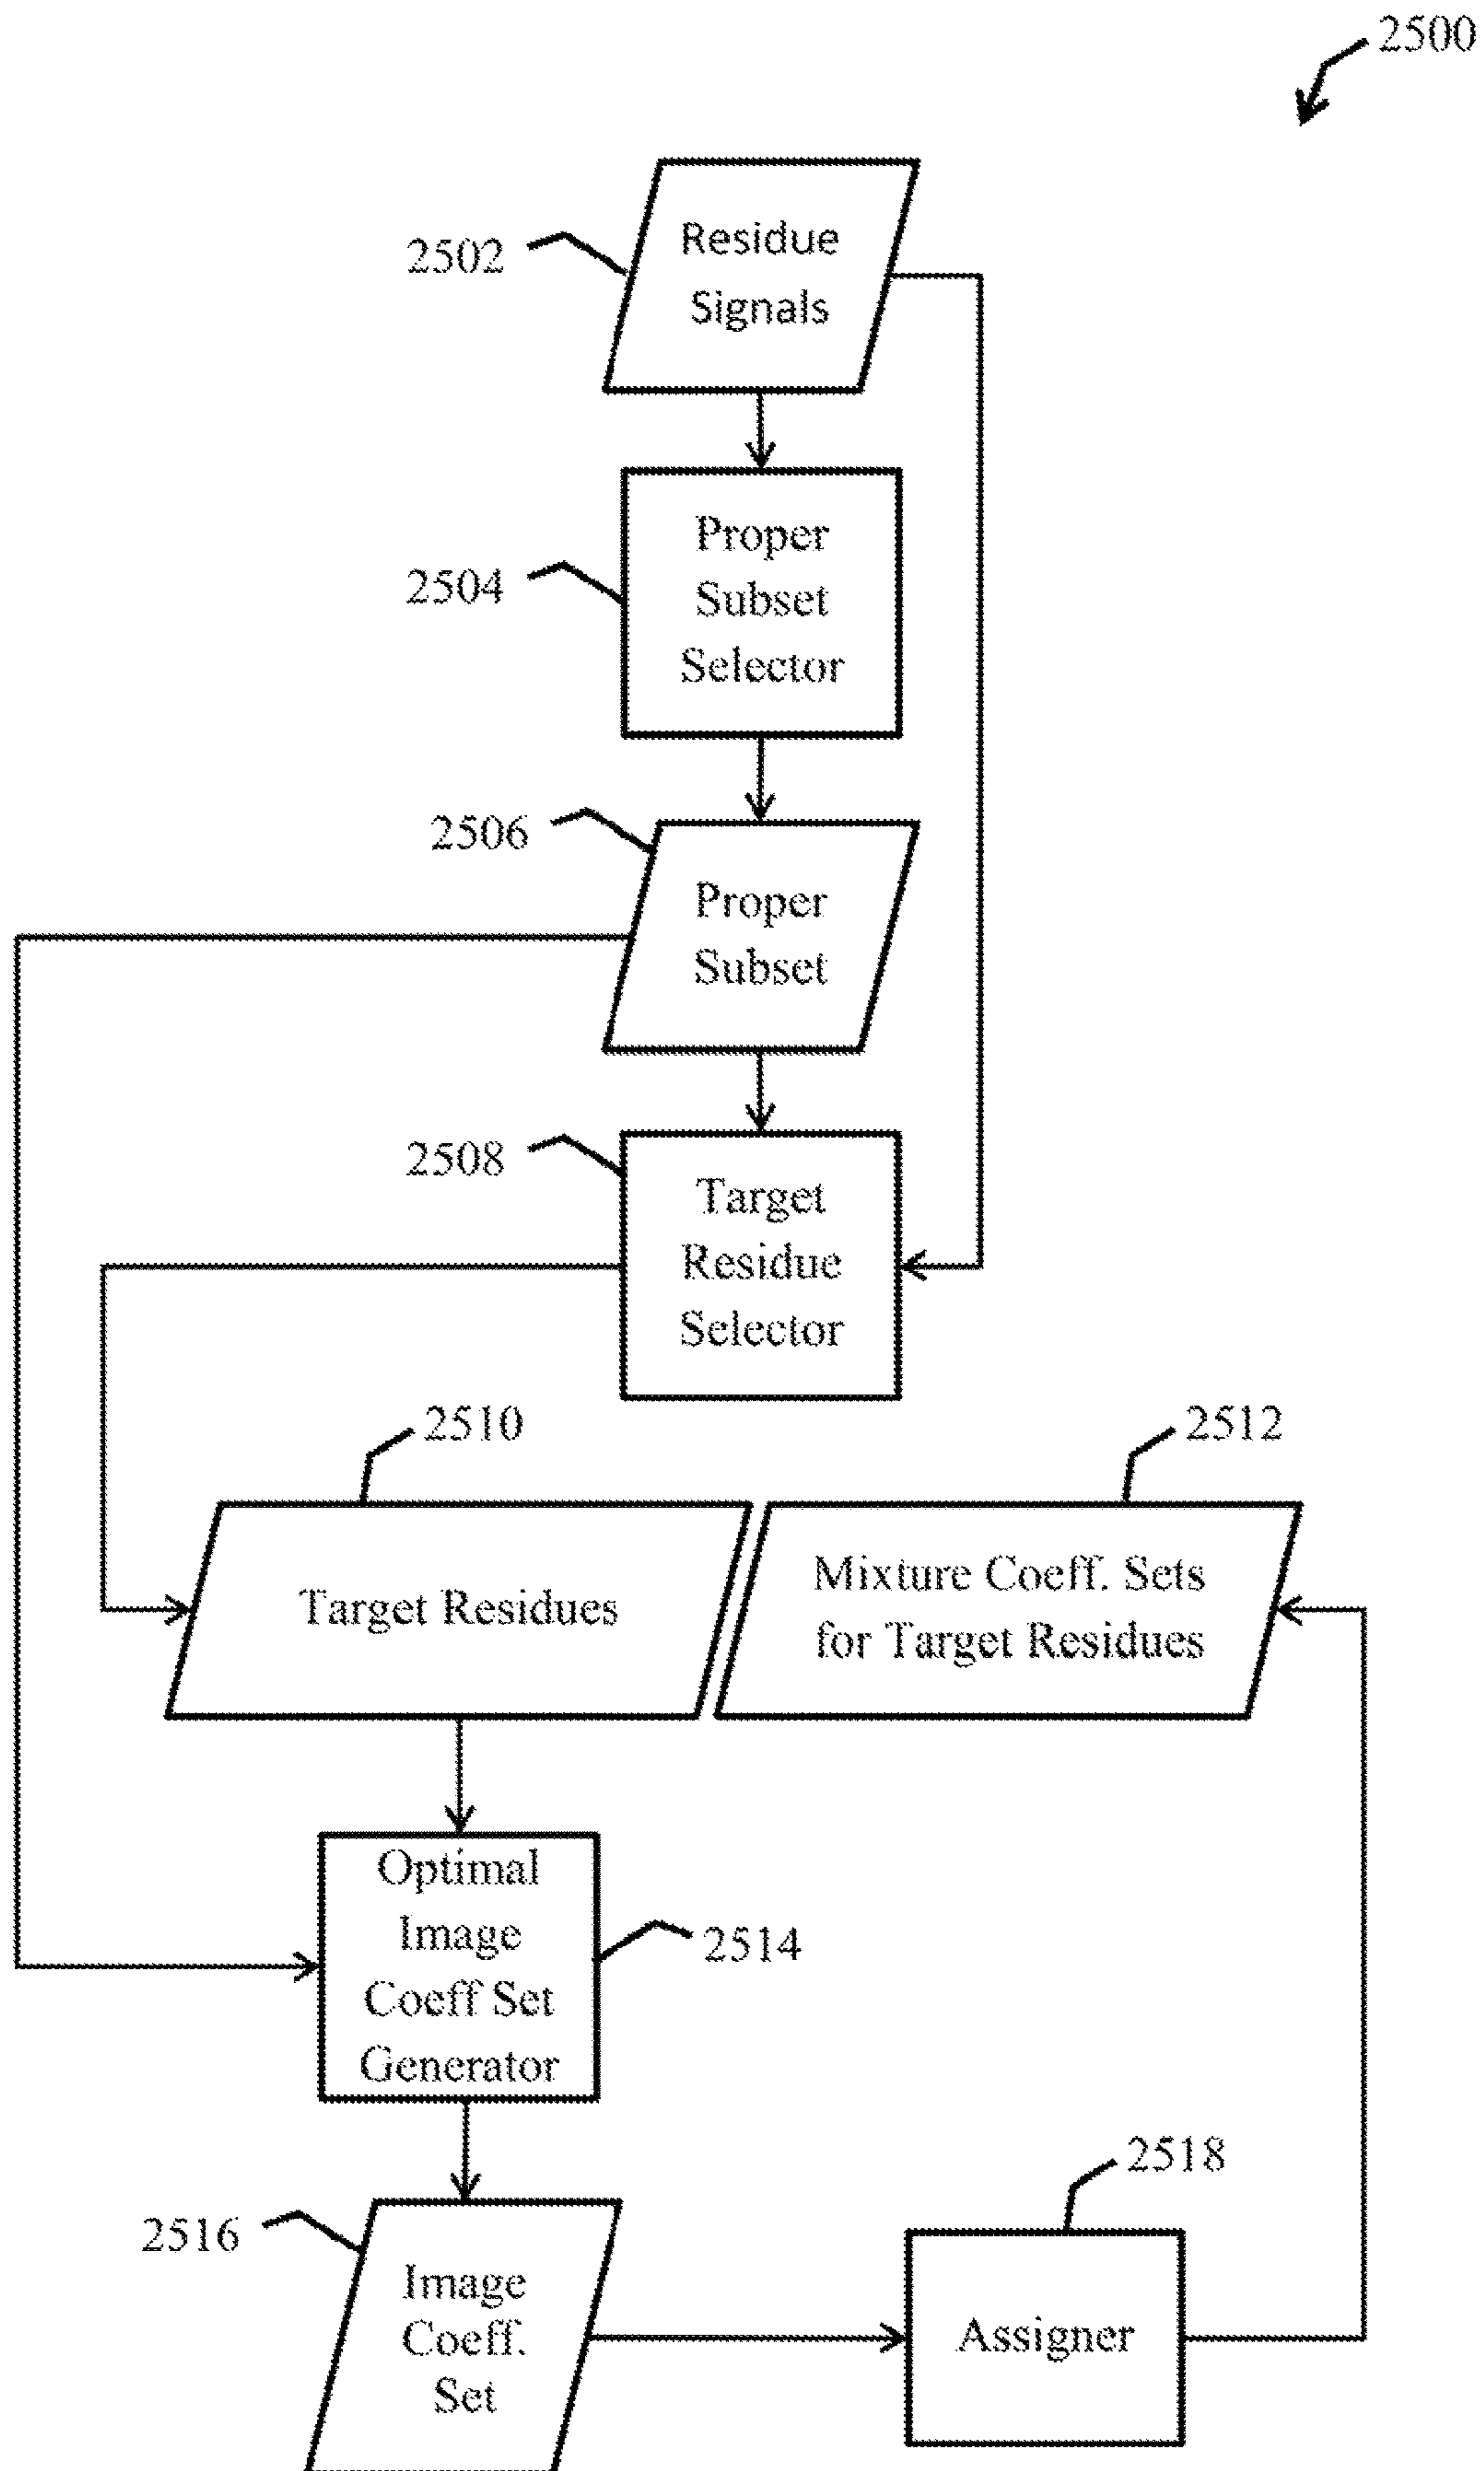 2500
2502
Residue
Signals
2504
Proper
Subset
Selector
2506
Proper
Subset
2508
Target
Residue
Selector
2510
2512
Target Residues
Mixture Coeff. Sets
for Target Residues
Optimal
Image
Coeff Set
Generator
2514
2516
Image
Coeff.
Set
2518
Assigner